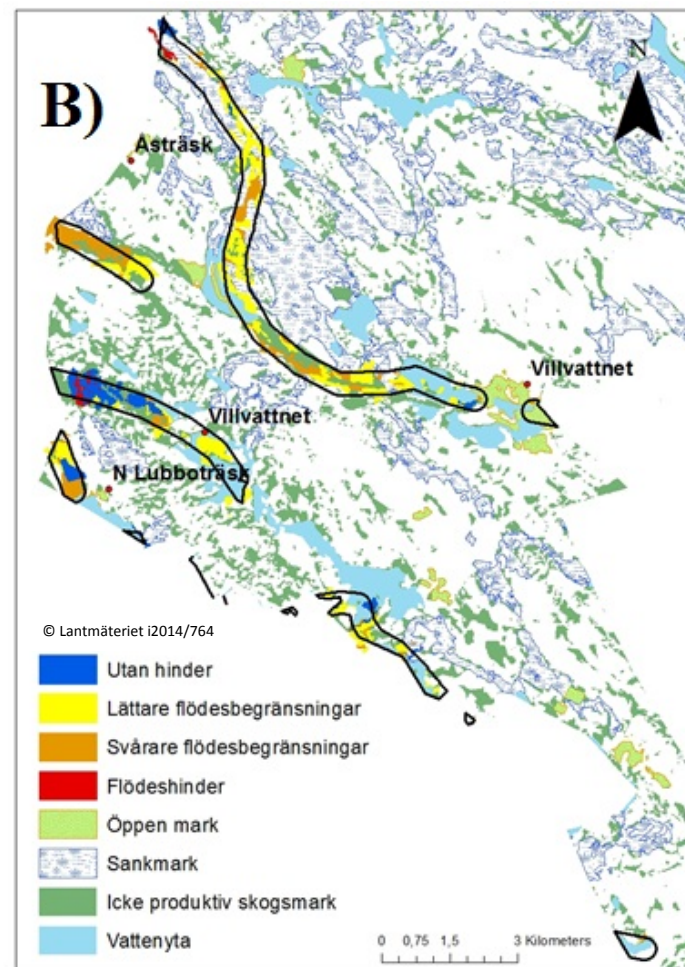 B)
N
Åsträsk
Villvattnet
Villvattnet
N Lubboträsk
© Lantmäteriet i2014/764
Utan hinder
Lättare flödesbegränsningar
Svårare flödesbegränsningar
Flödeshinder
Öppen mark
Sankmark
Icke produktiv skogsmark
Vattenyta
0 0,75 1,5 3 Kilometers